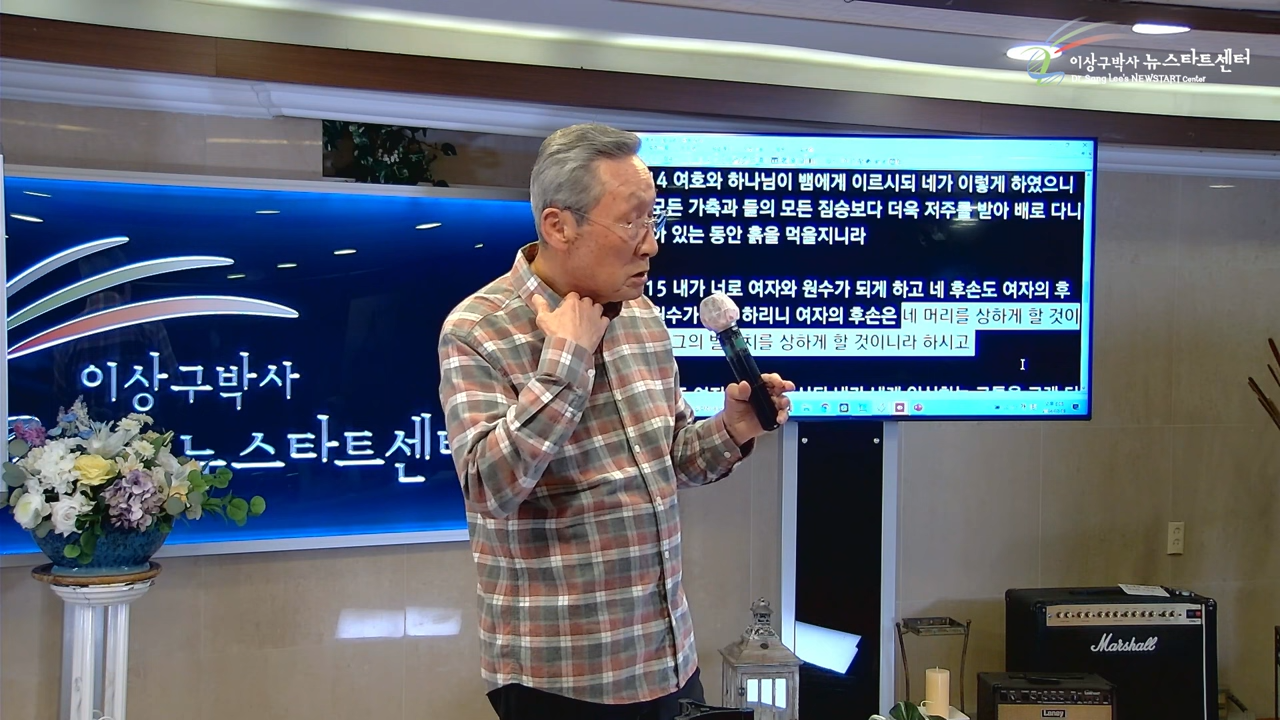 이상구박사 뉴스타트센터
Dr. Sang Lee's NEWSTART Center
14 여호와 하나님이 뱀에게 이르시되 네가 이렇게 하였으니
모든 가축과 들의 모든 짐승보다 더욱 저주를 받아 배로 다니
있는 동안 흙을 먹을지니라
15 내가 너로 여자와 원수가 되게 하고 네 후손도 여자의 후
원수가 하리니 여자의 후손은 네 머리를 상하게 할 것이
그의 상하게 할 것이니라 하시고
이상구박사
뉴스타트센
Marshall
Laney